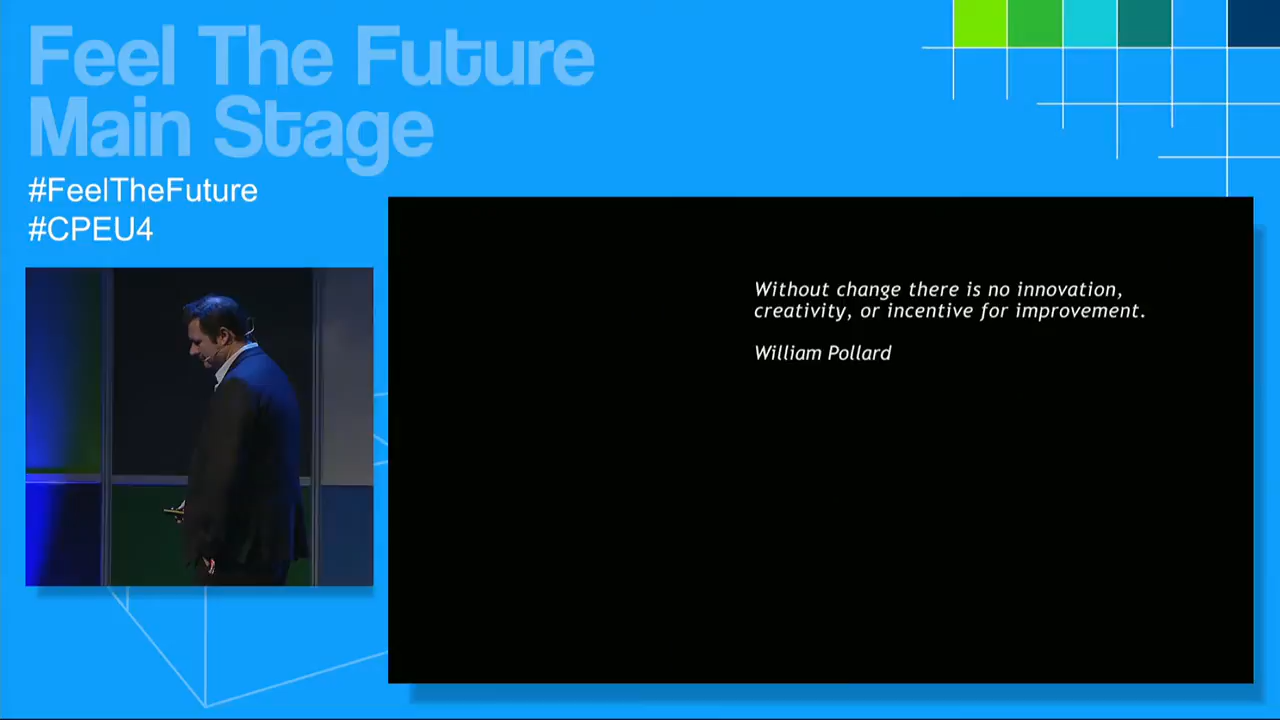 Feel The Future
Main Stage
#FeelTheFuture
#CPEU4
Without change there is no innovation,
creativity, or incentive for improvement.
William Pollard